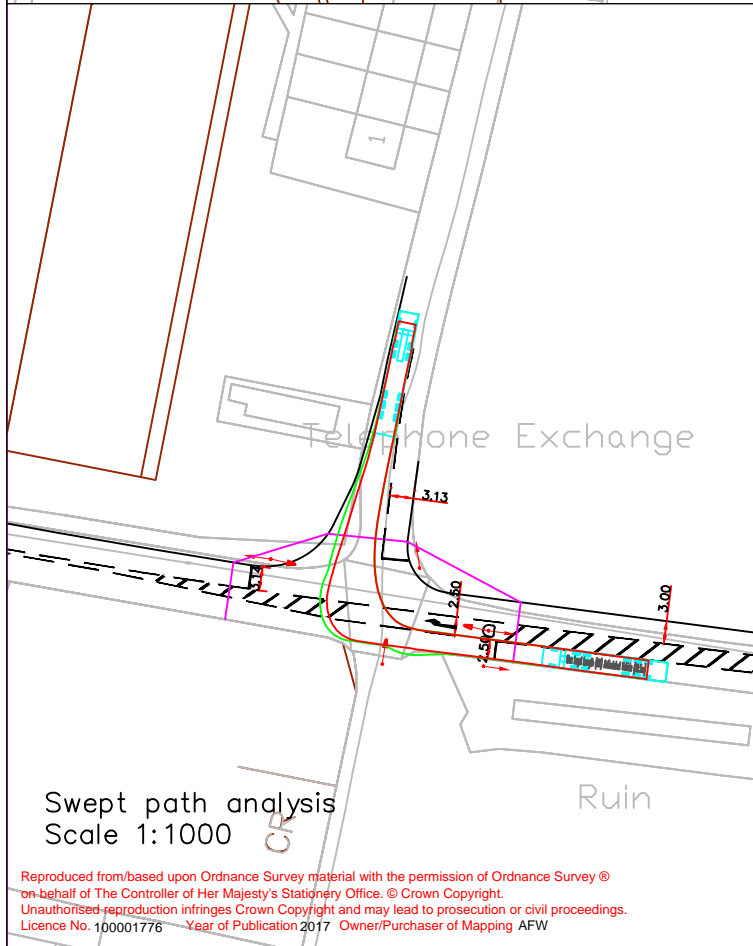 1
Telephone Exchange
3.13
3.14
2.50
3.00
2.50
Ruin
Swept path analysis
Scale 1:1000
CR
Reproduced from/based upon Ordnance Survey material with the permission of Ordnance Survey ®
on behalf of The Controller of Her Majesty's Stationery Office. © Crown Copyright.
Unauthorised reproduction infringes Crown Copyright and may lead to prosecution or civil proceedings.
Licence No. 100001776 Year of Publication 2017 Owner/Purchaser of Mapping AFW